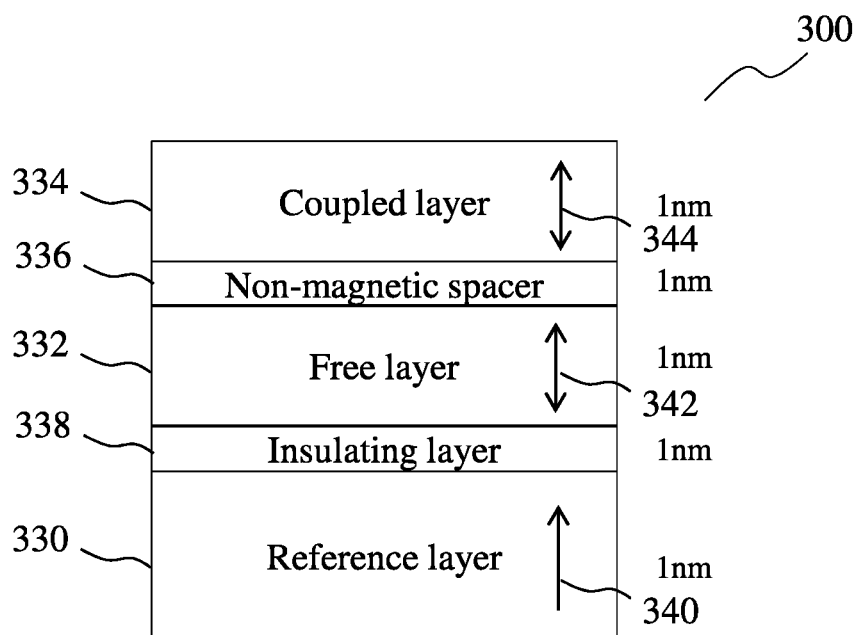 300
334
Coupled layer
1nm
344
336
Non-magnetic spacer
1nm
332
Free layer
1nm
342
338
Insulating layer
1nm
330
Reference layer
1nm
340